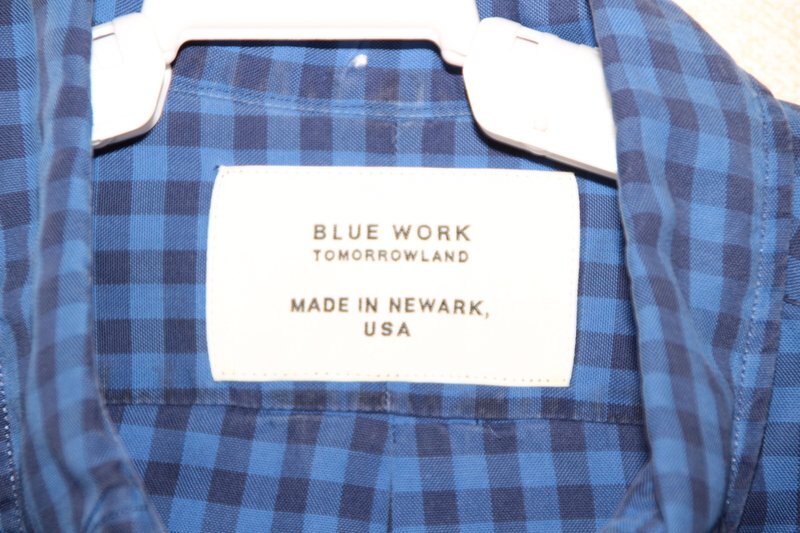 BLUE WORK
TOMORROWLAND
MADE IN NEWARK,
USA